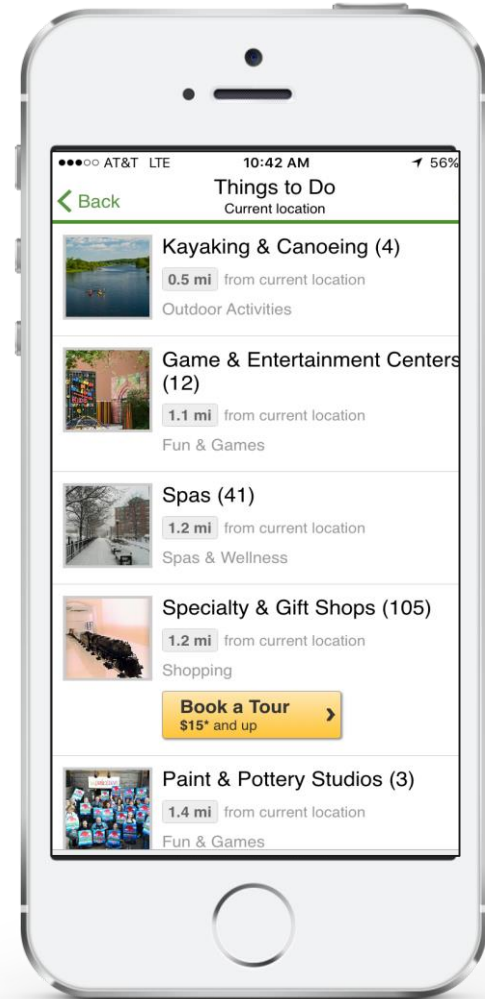 ●●●○○ AT&T LTE 10:42 AM 56%
Back
Things to Do
Current location
Kayaking & Canoeing (4)
0.5 mi from current location
Outdoor Activities
Game & Entertainment Centers
(12)
1.1 mi from current location
Fun & Games
Spas (41)
1.2 mi from current location
Spas & Wellness
Specialty & Gift Shops (105)
1.2 mi from current location
Shopping
Book a Tour
$15* and up
Paint & Pottery Studios (3)
1.4 mi from current location
Fun & Games